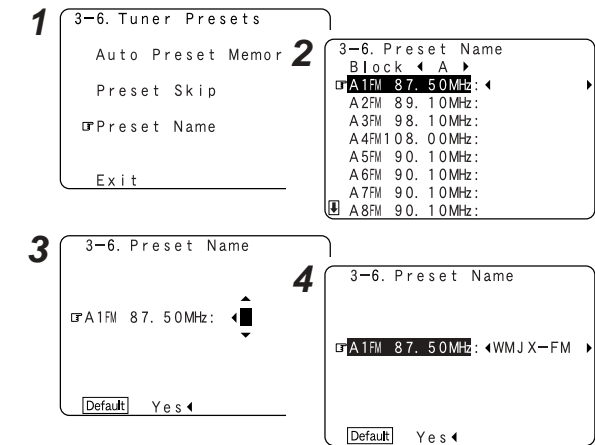 1
3-6. Tuner Presets
Auto Preset Memor
Preset Skip
☞Preset Name
Exit
2
3-6. Preset Name
Block ◀ A ▶
☞A1FM 87.50MHz: ◀ ▶
A2FM 89.10MHz:
A3FM 98.10MHz:
A4FM108.00MHz:
A5FM 90.10MHz:
A6FM 90.10MHz:
A7FM 90.10MHz:
A8FM 90.10MHz:
3
3-6. Preset Name
☞A1FM 87.50MHz: ◀
Default Yes◀
4
3-6. Preset Name
☞A1FM 87.50MHz: ◀WMJX-FM ▶
Default Yes◀